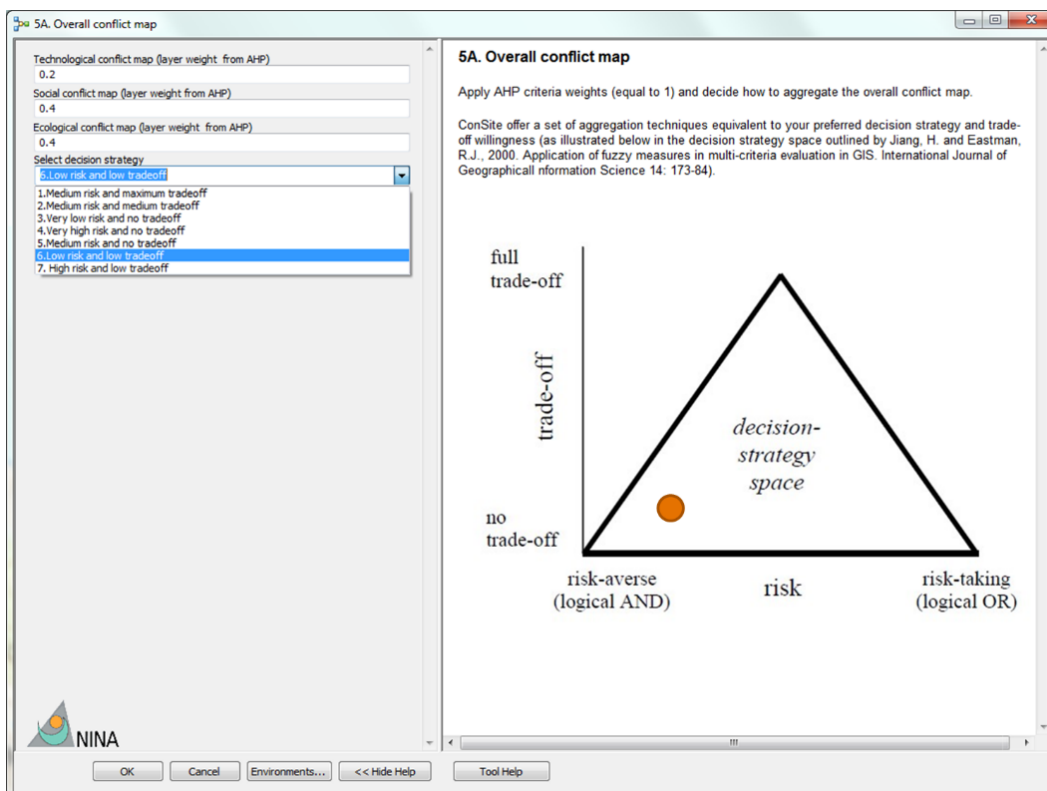 5A. Overall conflict map
Technological conflict map (layer weight from AHP)
0.2
Social conflict map (layer weight from AHP)
0.4
Ecological conflict map (layer weight from AHP)
0.4
Select decision strategy
6.Low risk and low tradeoff
1.Medium risk and maximum tradeoff
2.Medium risk and medium tradeoff
3.Very low risk and no tradeoff
4.Very high risk and no tradeoff
5.Medium risk and no tradeoff
6.Low risk and low tradeoff
7. High risk and low tradeoff
NINA
OK
Cancel
Environments...
<< Hide Help
Tool Help
5A. Overall conflict map
Apply AHP criteria weights (equal to 1) and decide how to aggregate the overall conflict map.
ConSite offer a set of aggregation techniques equivalent to your preferred decision strategy and trade-
off willingness (as illustrated below in the decision strategy space outlined by Jiang, H. and Eastman,
R.J., 2000. Application of fuzzy measures in multi-criteria evaluation in GIS. International Journal of
Geographicall nformation Science 14: 173-84).
full
trade-off
trade-off
decision-
strategy
space
no
trade-off
risk-averse
(logical AND)
risk
risk-taking
(logical OR)